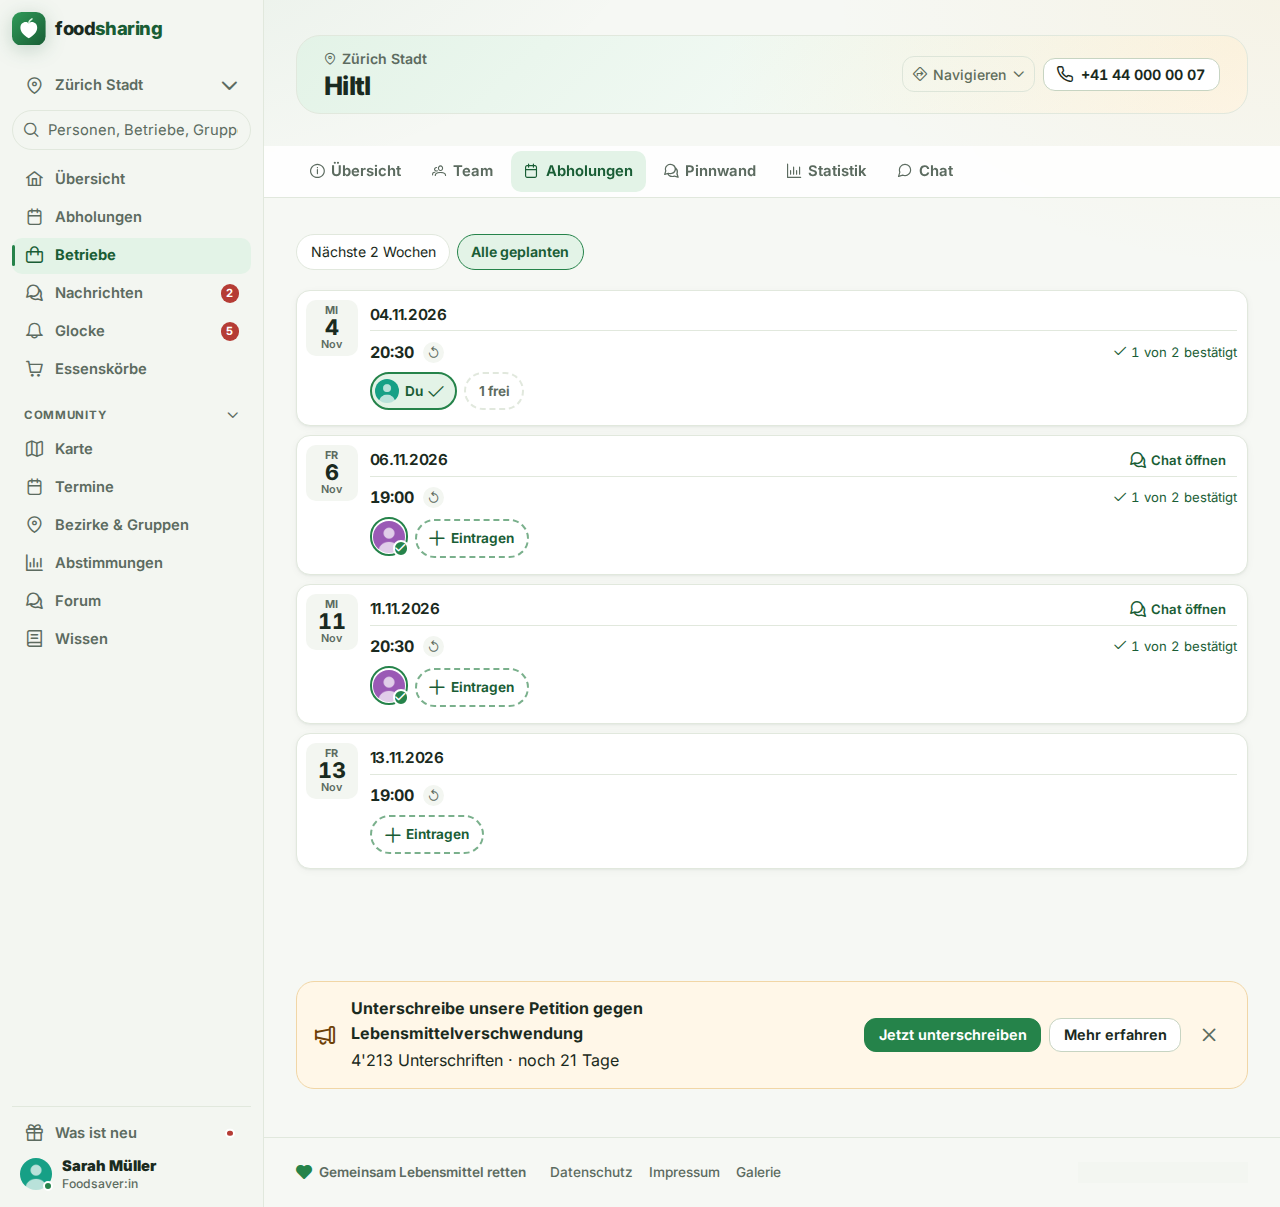 foodsharing
Zürich Stadt
Personen, Betriebe, Grupp
Übersicht
Abholungen
Betriebe
Nachrichten 2
Glocke 5
Essenskörbe
COMMUNITY
Karte
Termine
Bezirke & Gruppen
Abstimmungen
Forum
Wissen
Was ist neu
Sarah Müller
Foodsaver:in
Zürich Stadt
Hiltl
Navigieren
+41 44 000 00 07
Übersicht Team Abholungen Pinnwand Statistik Chat
Nächste 2 Wochen Alle geplanten
MI
4
Nov
04.11.2026
20:30
1 von 2 bestätigt
Du
1 frei
FR
6
Nov
06.11.2026
Chat öffnen
19:00
1 von 2 bestätigt
Eintragen
MI
11
Nov
11.11.2026
Chat öffnen
20:30
1 von 2 bestätigt
Eintragen
FR
13
Nov
13.11.2026
19:00
Eintragen
Unterschreibe unsere Petition gegen
Lebensmittelverschwendung
4'213 Unterschriften · noch 21 Tage
Jetzt unterschreiben
Mehr erfahren
Gemeinsam Lebensmittel retten Datenschutz Impressum Galerie